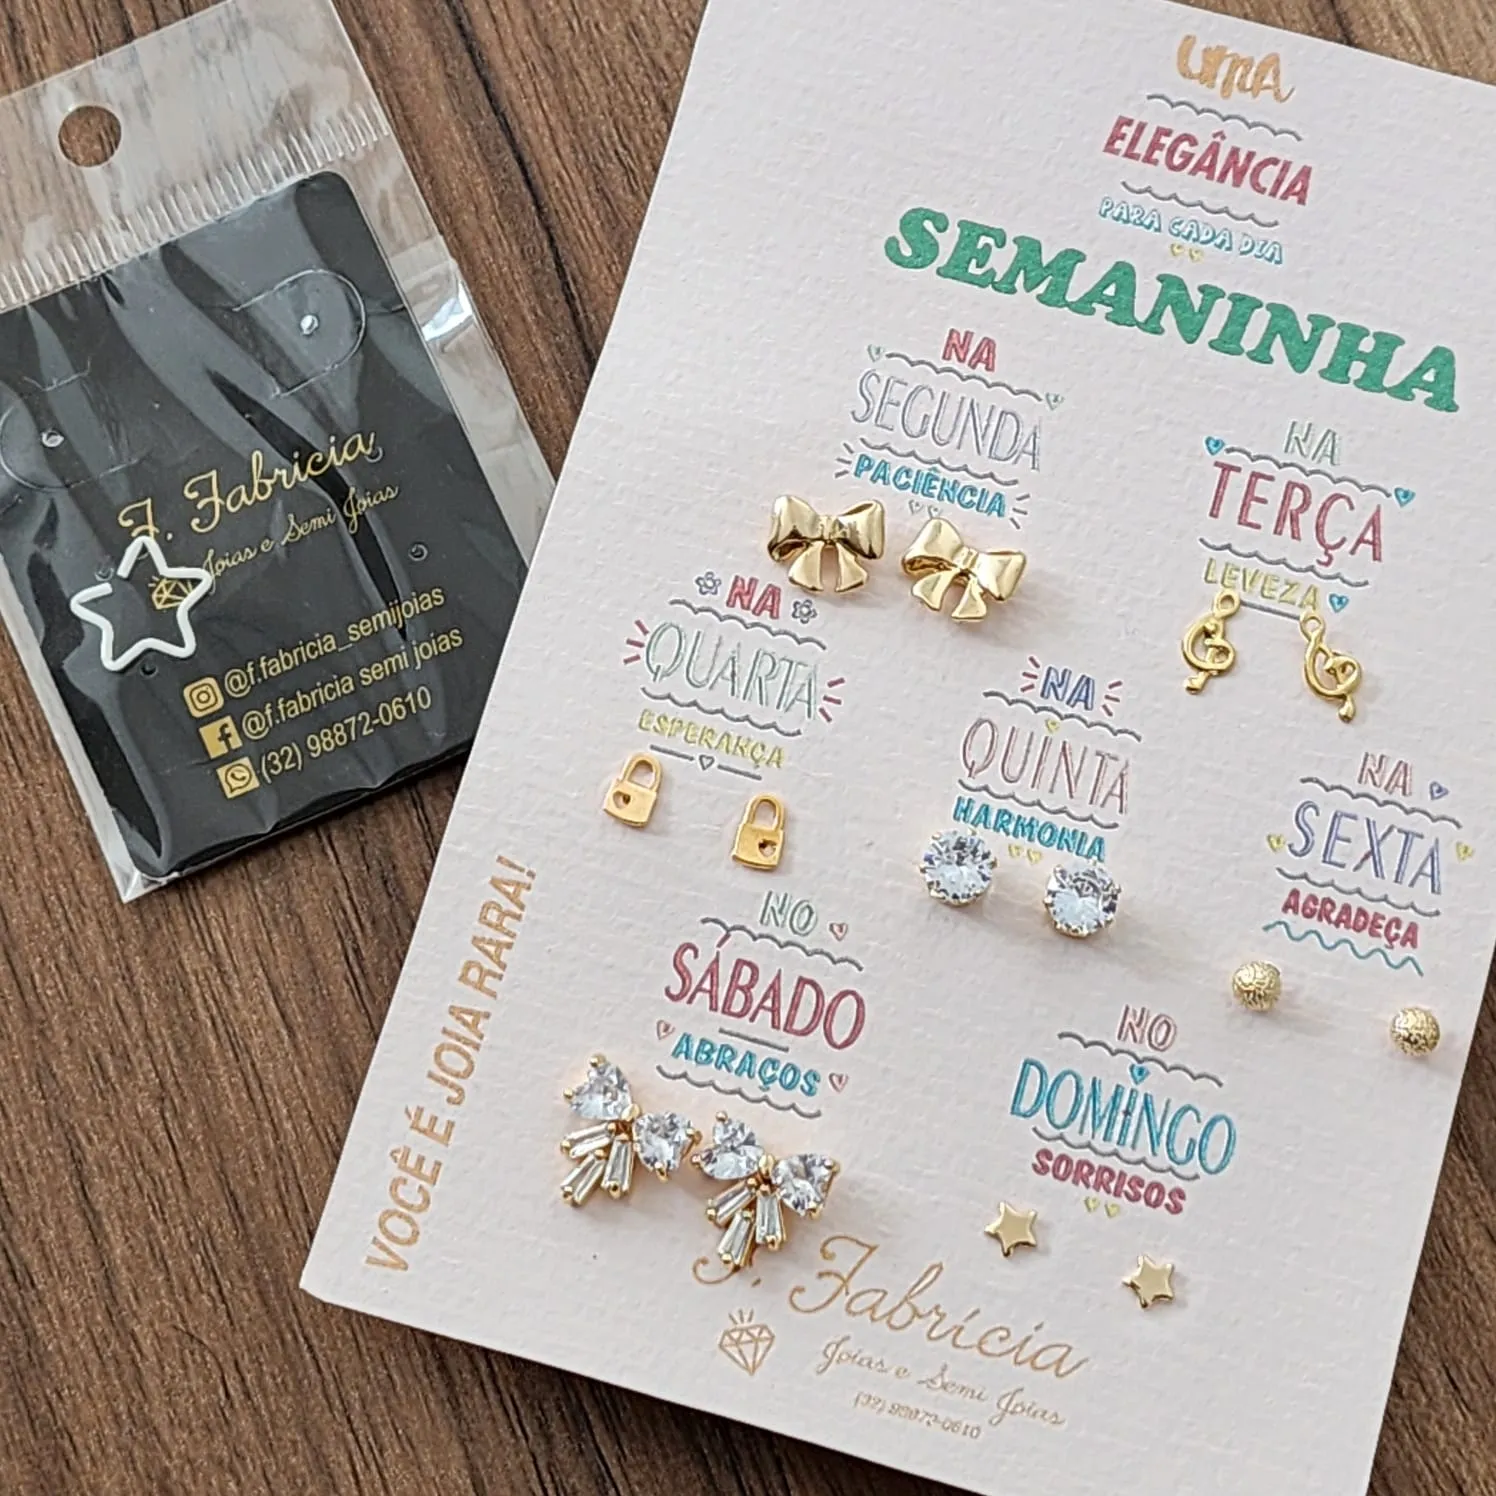 F. Fabricia
Joias e Semi Joias
@f.fabricia_semijoias
@f.fabricia semi joias
(32) 98872-0610
UMA
ELEGÂNCIA
PARA CADA DIA
SEMANINHA
NA
SEGUNDA
PACIÊNCIA
NA
TERÇA
LEVEZA
NA
QUARTA
ESPERANÇA
NA
QUINTA
HARMONIA
NA
SEXTA
AGRADEÇA
NO
SÁBADO
ABRAÇOS
NO
DOMINGO
SORRISOS
VOCÊ É JOIA RARA!
F. Fabricia
Joias e Semi Joias
(32) 98872-0610